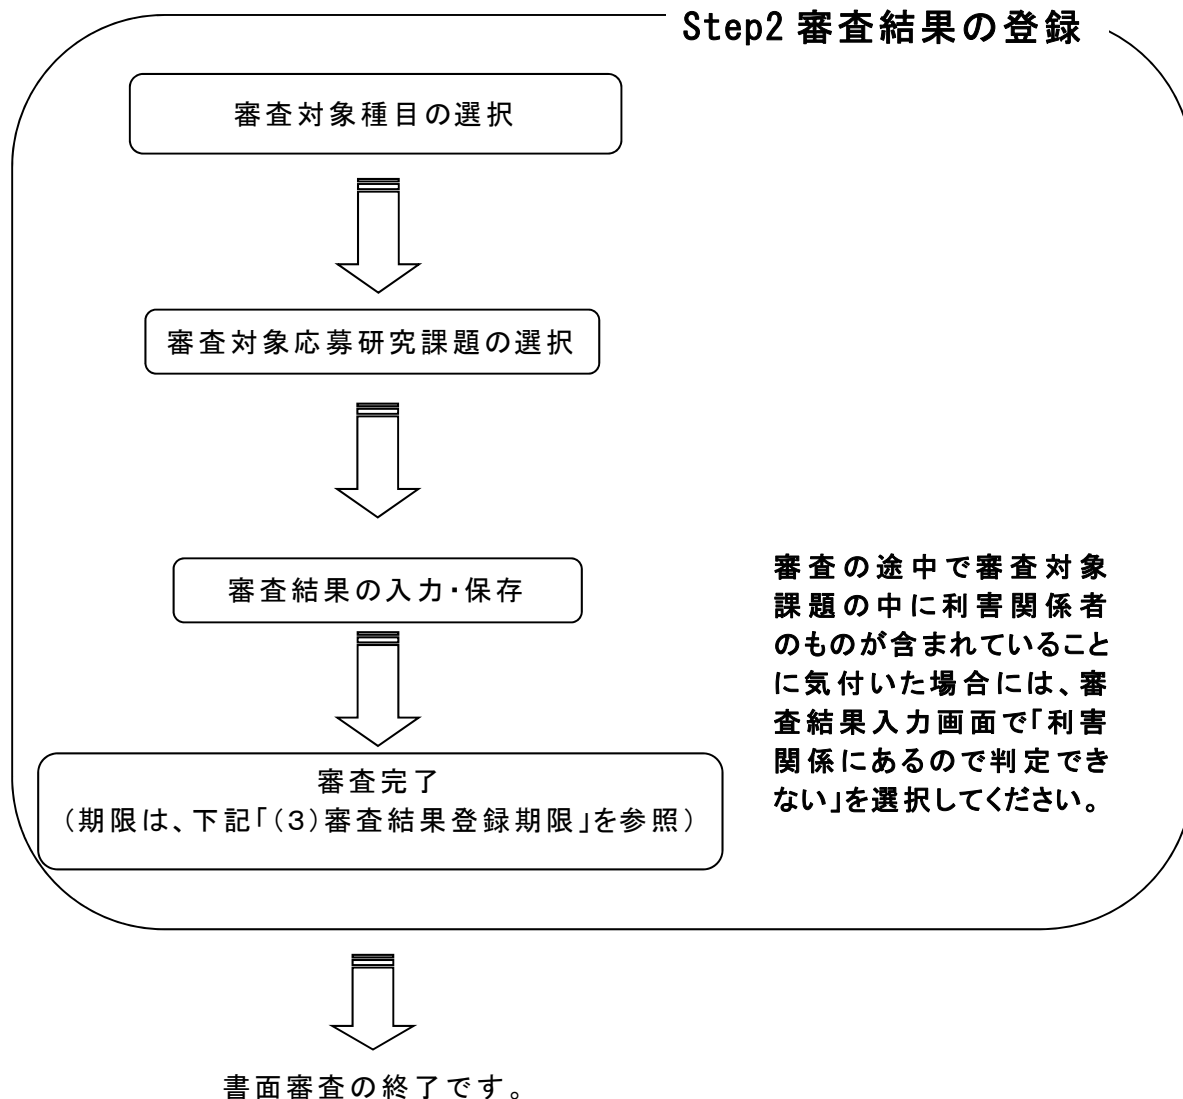 Step2 審査結果の登録
審査対象種目の選択
審査対象応募研究課題の選択
審査結果の入力・保存
審査の途中で審査対象
課題の中に利害関係者
のものが含まれていること
に気付いた場合には、審
査結果入力画面で「利害
関係にあるので判定でき
ない」を選択してください。
審査完了
（期限は、下記「（3）審査結果登録期限」を参照）
書面審査の終了です。